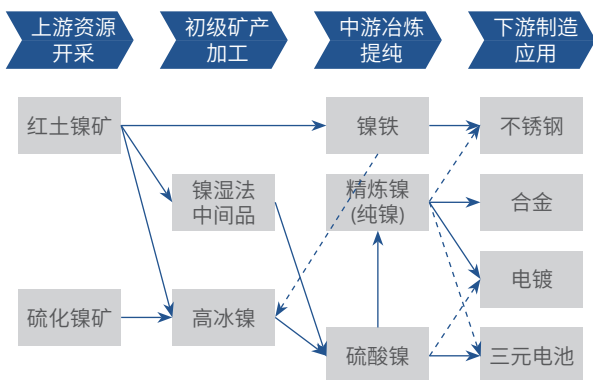 上游资源
开采
初级矿产
加工
中游冶炼
提纯
下游制造
应用
红土镍矿
镍铁
不锈钢
镍湿法
中间品
精炼镍
(纯镍)
合金
电镀
硫化镍矿
高冰镍
硫酸镍
三元电池